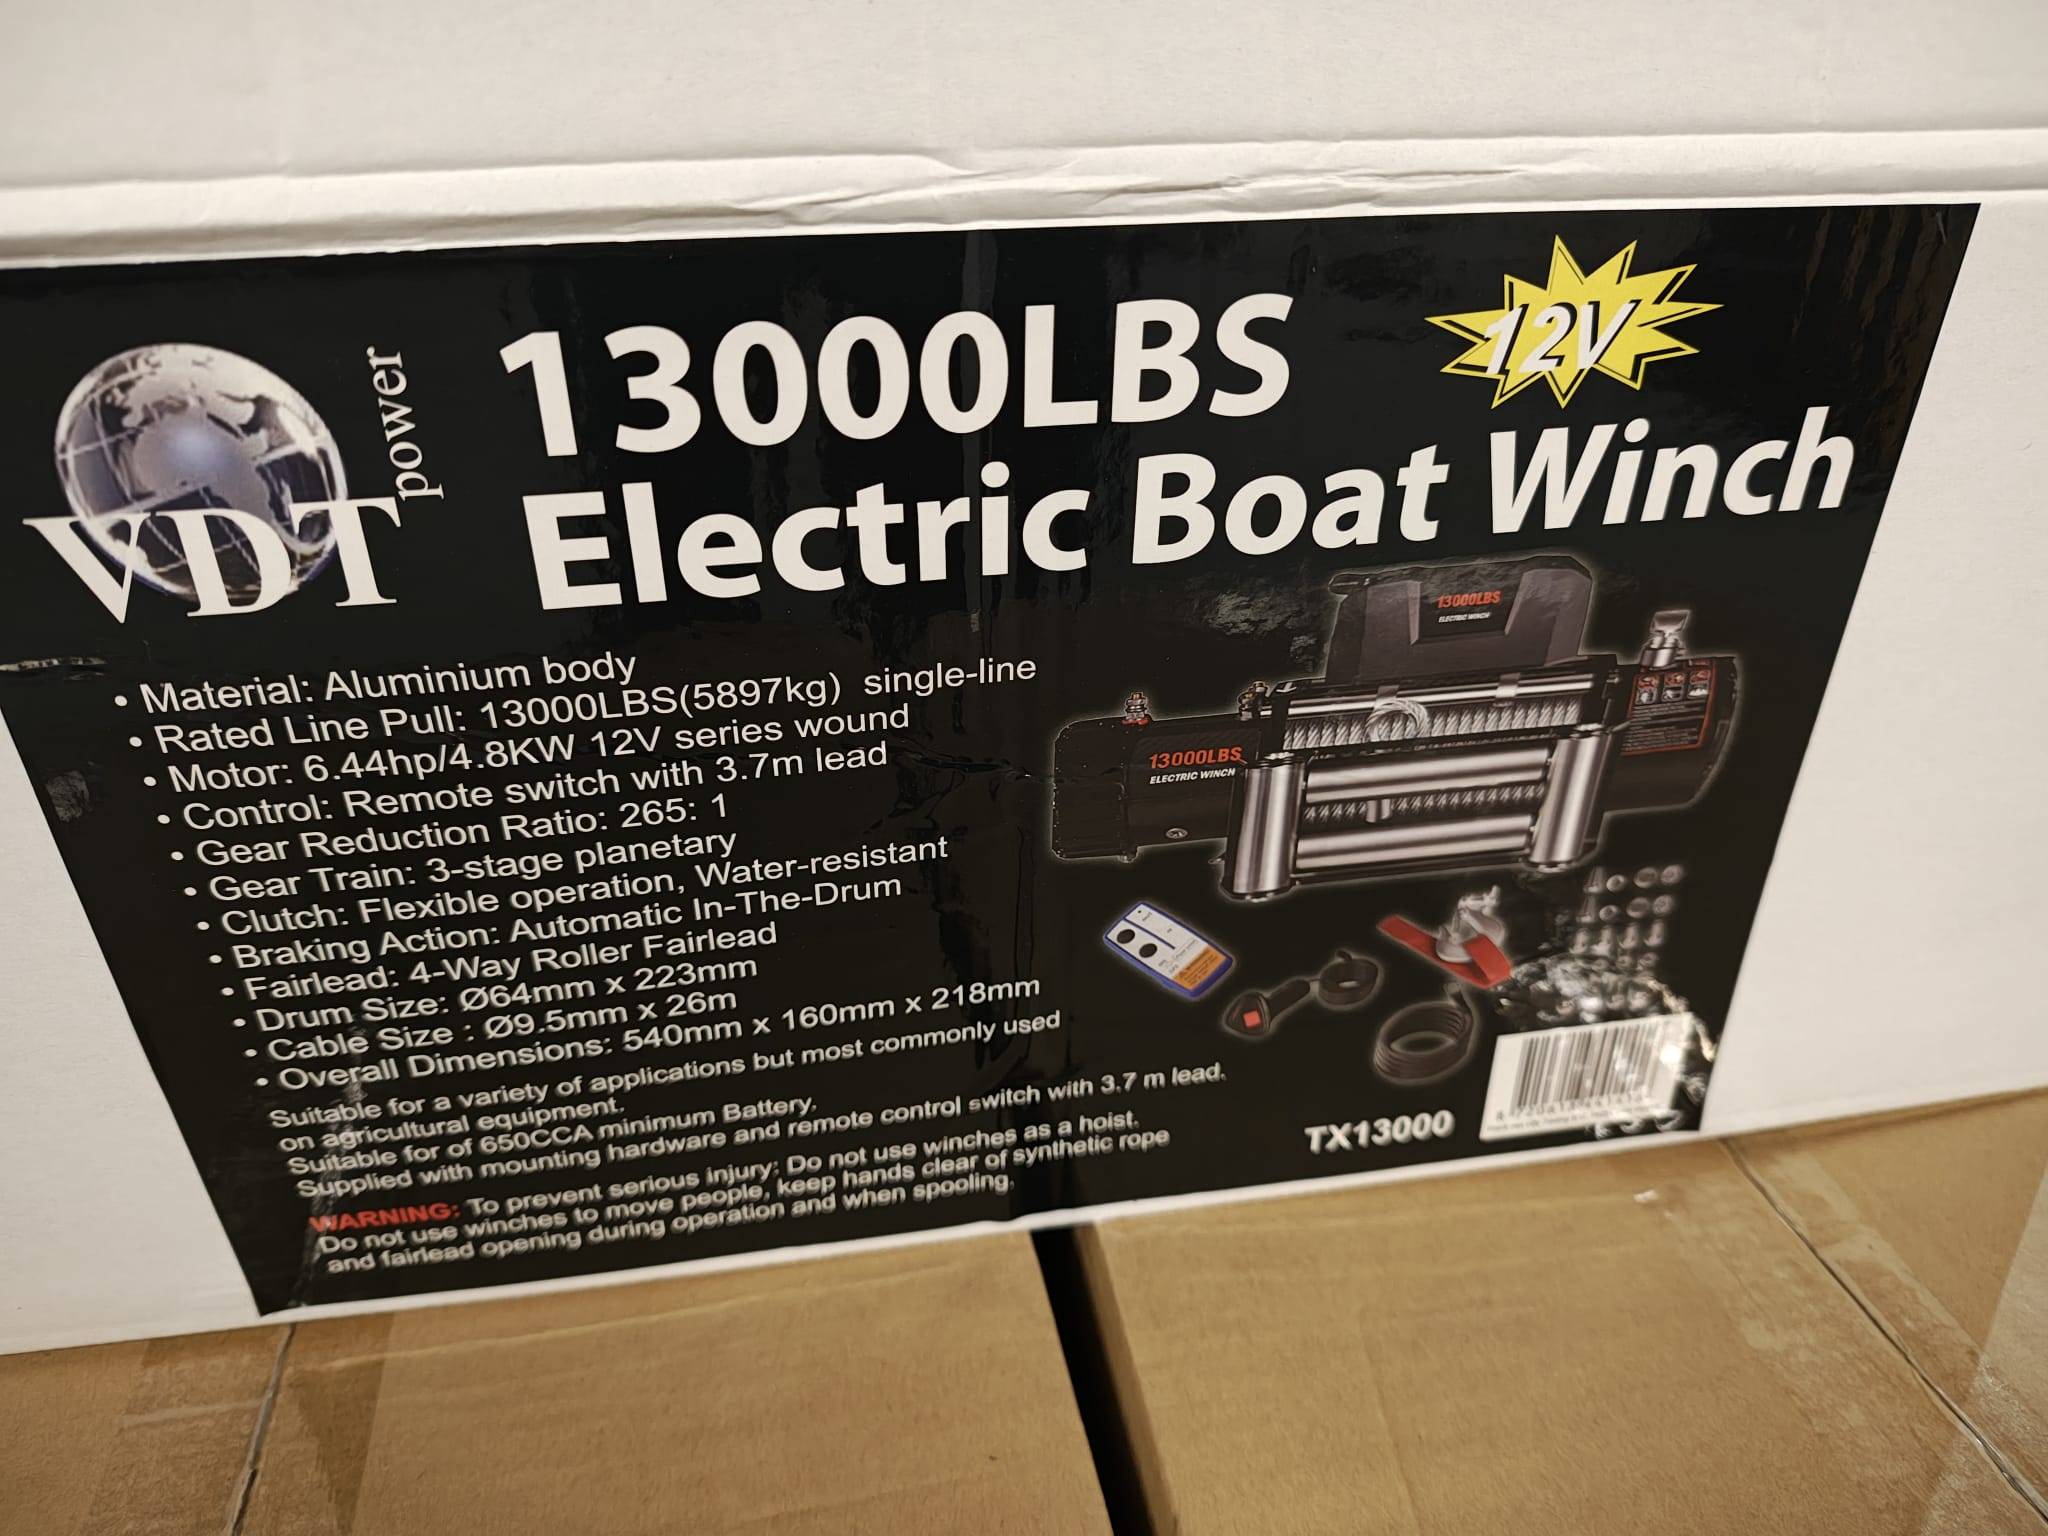 VDT power
13000LBS
12V
Electric Boat Winch
• Material: Aluminium body
• Rated Line Pull: 13000LBS(5897kg) single-line
• Motor: 6.44hp/4.8KW 12V series wound
• Control: Remote switch with 3.7m lead
• Gear Reduction Ratio: 265: 1
• Gear Train: 3-stage planetary
• Clutch: Flexible operation, Water-resistant
• Braking Action: Automatic In-The-Drum
• Fairlead: 4-Way Roller Fairlead
• Drum Size: Ø64mm x 223mm
• Cable Size : Ø9.5mm x 26m
• Overall Dimensions: 540mm x 160mm x 218mm
Suitable for a variety of applications but most commonly used
on agricultural equipment.
Suitable for of 650CCA minimum Battery.
Supplied with mounting hardware and remote control switch with 3.7 m lead.
WARNING: To prevent serious injury; Do not use winches as a hoist.
Do not use winches to move people, keep hands clear of synthetic rope
and fairlead opening during operation and when spooling.
13000LBS
ELECTRIC WINCH
13000LBS
ELECTRIC WINCH
TX13000